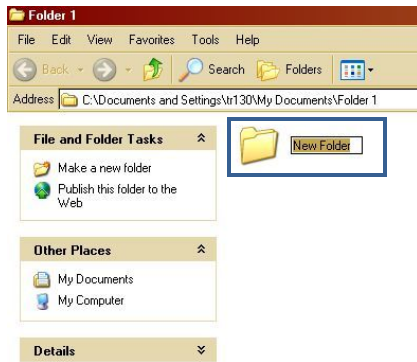 Folder 1
File Edit View Favorites Tools Help
Back Search Folders
Address C:\Documents and Settings\tr130\My Documents\Folder 1
File and Folder Tasks
Make a new folder
Publish this folder to the
Web
New Folder
Other Places
My Documents
My Computer
Details